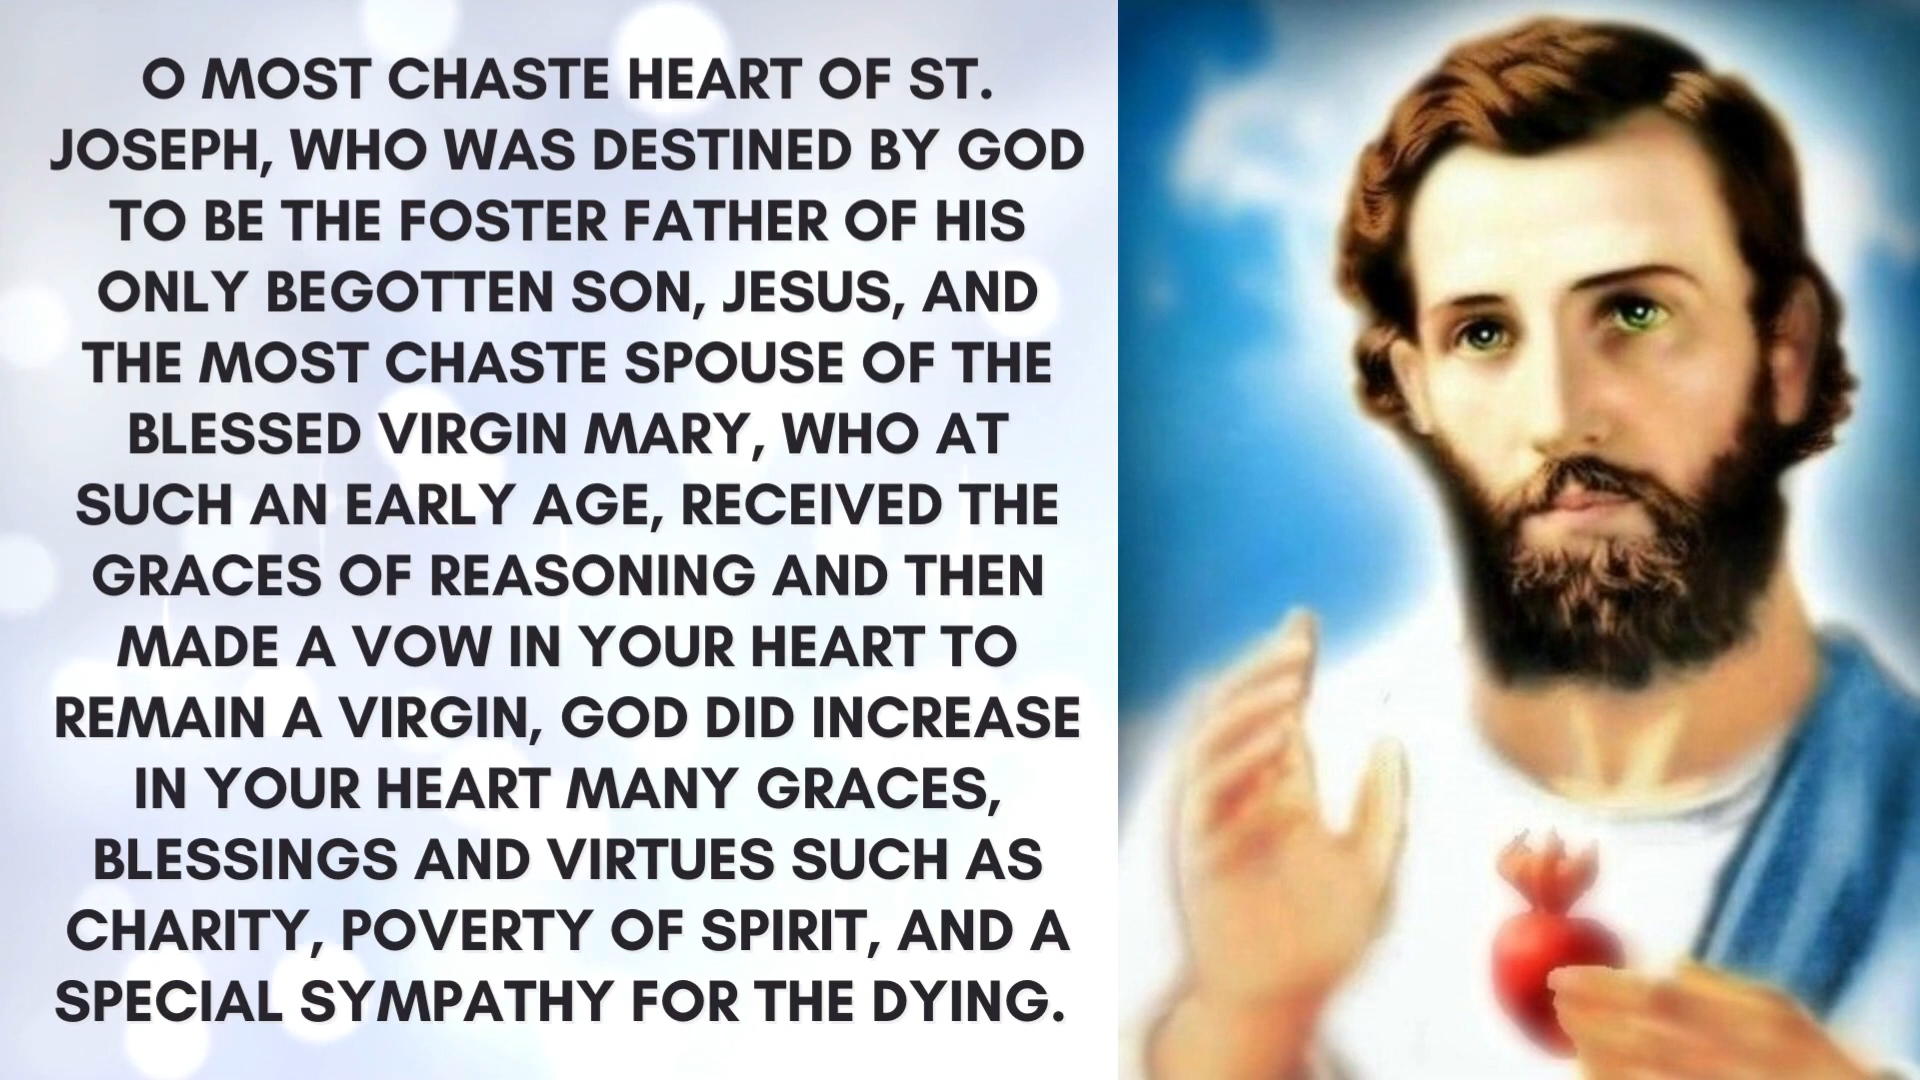 O MOST CHASTE HEART OF ST.
JOSEPH, WHO WAS DESTINED BY GOD
TO BE THE FOSTER FATHER OF HIS
ONLY BEGOTTEN SON, JESUS, AND
THE MOST CHASTE SPOUSE OF THE
BLESSED VIRGIN MARY, WHO AT
SUCH AN EARLY AGE, RECEIVED THE
GRACES OF REASONING AND THEN
MADE A VOW IN YOUR HEART TO
REMAIN A VIRGIN, GOD DID INCREASE
IN YOUR HEART MANY GRACES,
BLESSINGS AND VIRTUES SUCH AS
CHARITY, POVERTY OF SPIRIT, AND A
SPECIAL SYMPATHY FOR THE DYING.